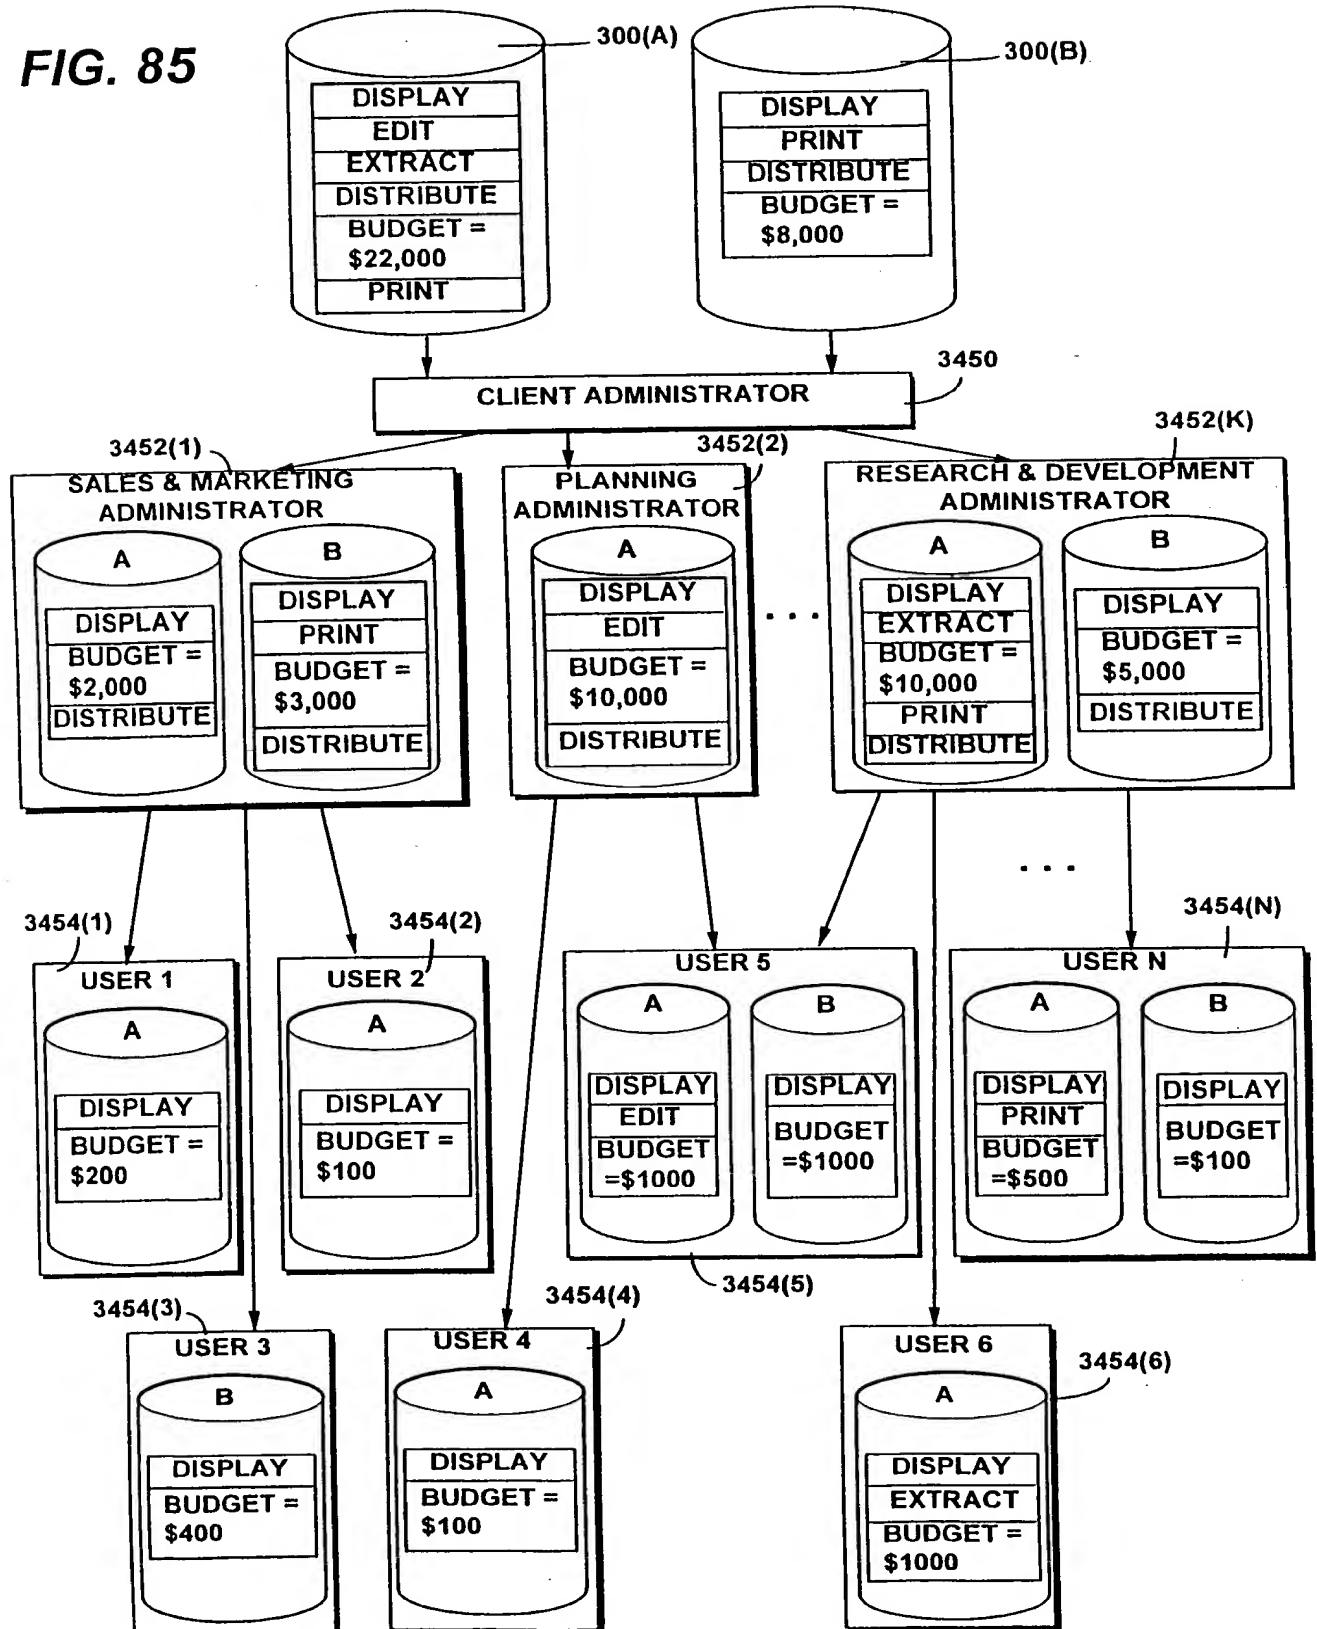 FIG. 85
300(A)
DISPLAY
EDIT
EXTRACT
DISTRIBUTE
BUDGET =
$22,000
PRINT
300(B)
DISPLAY
PRINT
DISTRIBUTE
BUDGET =
$8,000
3450
CLIENT ADMINISTRATOR
3452(1)
SALES & MARKETING
ADMINISTRATOR
A
DISPLAY
BUDGET =
$2,000
DISTRIBUTE
B
DISPLAY
PRINT
BUDGET =
$3,000
DISTRIBUTE
3452(2)
PLANNING
ADMINISTRATOR
A
DISPLAY
EDIT
BUDGET =
$10,000
DISTRIBUTE
. . .
3452(K)
RESEARCH & DEVELOPMENT
ADMINISTRATOR
A
DISPLAY
EXTRACT
BUDGET =
$10,000
PRINT
DISTRIBUTE
B
DISPLAY
BUDGET =
$5,000
DISTRIBUTE
. . .
3454(1)
USER 1
A
DISPLAY
BUDGET =
$200
3454(2)
USER 2
A
DISPLAY
BUDGET =
$100
USER 5
A
DISPLAY
EDIT
BUDGET
=$1000
B
DISPLAY
BUDGET
=$1000
3454(5)
3454(N)
USER N
A
DISPLAY
PRINT
BUDGET
=$500
B
DISPLAY
BUDGET
=$100
3454(3)
USER 3
B
DISPLAY
BUDGET =
$400
3454(4)
USER 4
A
DISPLAY
BUDGET =
$100
USER 6
3454(6)
A
DISPLAY
EXTRACT
BUDGET =
$1000